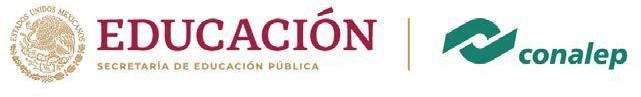 ESTADOS UNIDOS MEXICANOS
EDUCACIÓN
SECRETARÍA DE EDUCACIÓN PÚBLICA
conalep